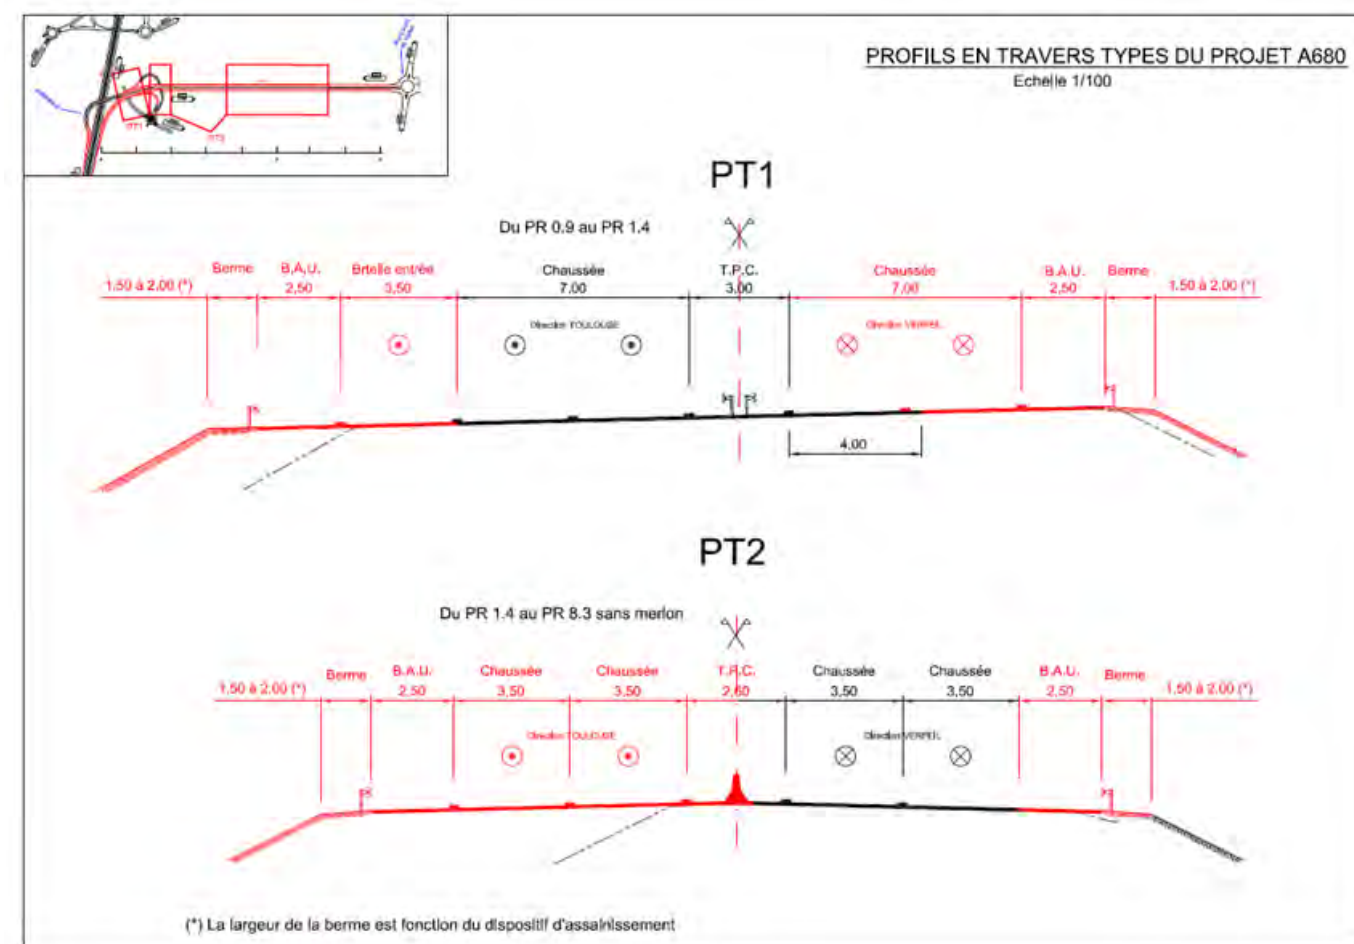 PROFILS EN TRAVERS TYPES DU PROJET A680
Echelle 1/100
PT1
PT2
PT1
Du PR 0.9 au PR 1.4
Berme B.A.U. Brtelle entrée Chaussée T.P.C. Chaussée B.A.U. Berme
1.50 à 2.00 (*) 2,50 3,50 7.00 3,00 7.00 2,50 1.50 à 2.00 (*)
Direction TOULOUSE Direction VERFEIL
4.00
PT2
Du PR 1.4 au PR 8.3 sans merlon
Berme B.A.U. Chaussée Chaussée T.P.C. Chaussée Chaussée B.A.U. Berme
1.50 à 2.00 (*) 2,50 3,50 3,50 2,60 3,50 3,50 2,50 1.50 à 2.00 (*)
Direction TOULOUSE Direction VERFEIL
(*) La largeur de la berme est fonction du dispositif d'assainissement